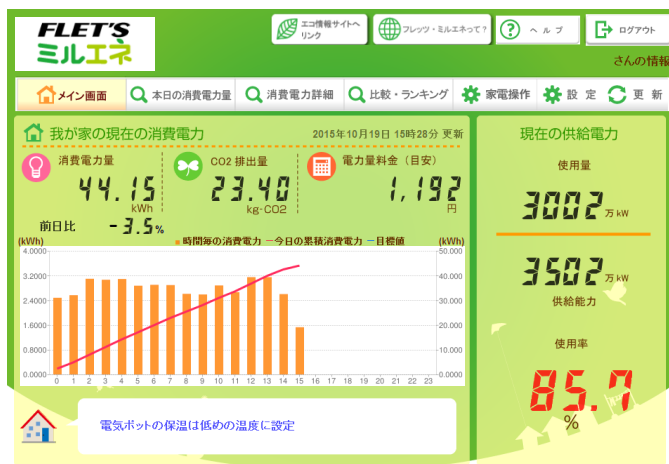 FLET'S
ミルエネ
エコ情報サイトへ
リンク
フレッツ・ミルエネって?
ヘルプ
ログアウト
さんの情報
メイン画面
本日の消費電力量
消費電力詳細
比較・ランキング
家電操作
設 定
更 新
我が家の現在の消費電力
2015年10月19日 15時28分 更新
消費電力量
44.15
kWh
CO2 排出量
23.40
kg-CO2
電力量料金（目安）
1,192
円
前日比 -3.5%
(kWh)
時間毎の消費電力 今日の累積消費電力 目標値
(kWh)
4.0000 50.000
3.2000 40.000
2.4000 30.000
1.6000 20.000
0.8000 10.000
0.0000 0.000
0 1 2 3 4 5 6 7 8 9 10 11 12 13 14 15 16 17 18 19 20 21 22 23
電気ポットの保温は低めの温度に設定
現在の供給電力
使用量
3002 万kW
3502 万kW
供給能力
使用率
85.7
%